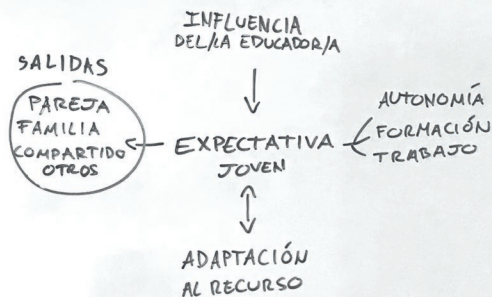 INFLUENCIA
DEL/LA EDUCADOR/A
SALIDAS
PAREJA
FAMILIA
COMPARTIDO
OTROS
EXPECTATIVA
JOVEN
AUTONOMÍA
FORMACIÓN
TRABAJO
ADAPTACIÓN
AL RECURSO